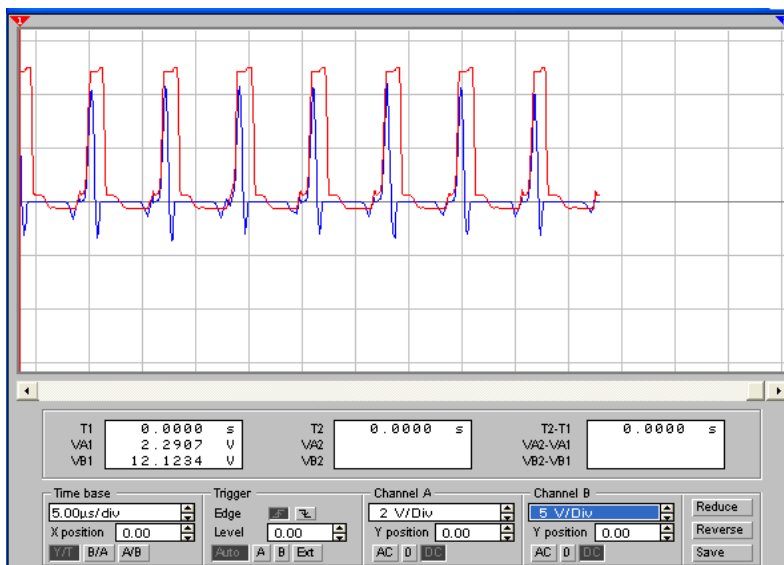 1
T1 0.0000 s T2 0.0000 s T2-T1 0.0000 s
VA1 2.2907 V VA2 VA2-VA1
VB1 12.1234 V VB2 VB2-VB1
Time base Trigger Channel A Channel B
5.00µs/div Edge 2 V/Div 5 V/Div Reduce
X position 0.00 Level 0.00 Y position 0.00 Y position 0.00 Reverse
Y/T B/A A/B Auto A B Ext AC 0 DC AC 0 DC Save